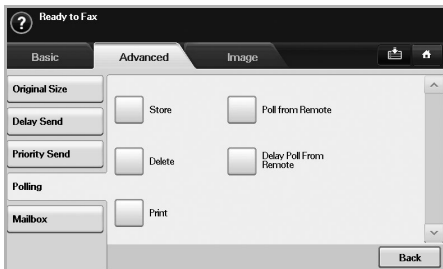 ? Ready to Fax
Basic Advanced Image
Original Size
Delay Send
Priority Send
Polling
Mailbox
Store Poll from Remote
Delete Delay Poll From
Remote
Print
Back